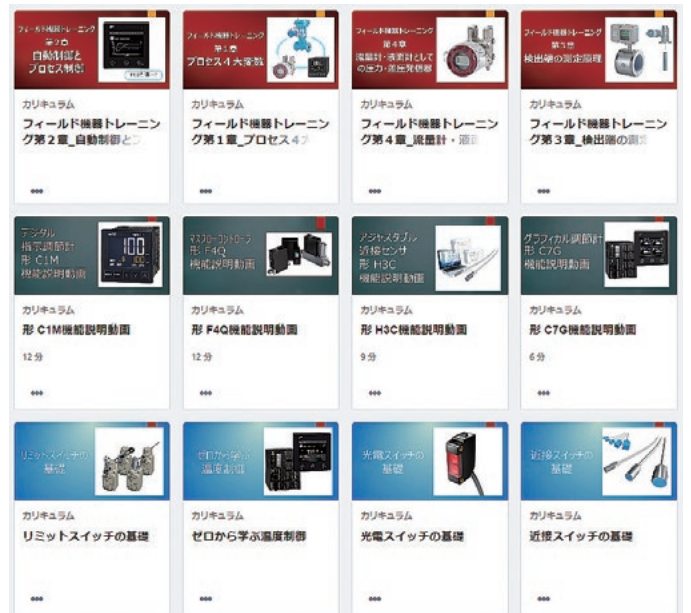 フィールド機器トレーニング
第2章
自動制御と
プロセス制御
フィールド機器トレーニング
第1章
プロセス4大変数
フィールド機器トレーニング
第4章
流量計・液面計として
の圧力・差圧発信器
フィールド機器トレーニング
第3章
検出端の測定原理
カリキュラム
フィールド機器トレーニン
グ第2章_自動制御と
カリキュラム
フィールド機器トレーニン
グ第1章_プロセス4大
カリキュラム
フィールド機器トレーニン
グ第4章_流量計・液面
カリキュラム
フィールド機器トレーニン
グ第3章_検出端の測定
デジタル
指示調節計
形 C1M
機能説明動画
マスフローコントローラ
形 F4Q
機能説明動画
アジャスタブル
近接センサ
形 H3C
機能説明動画
グラフィカル調節計
形 C7G
機能説明動画
カリキュラム
形 C1M機能説明動画
12 分
カリキュラム
形 F4Q機能説明動画
12 分
カリキュラム
形 H3C機能説明動画
9 分
カリキュラム
形 C7G機能説明動画
6 分
リミットスイッチの
基礎
ゼロから学ぶ
温度制御
光電スイッチの
基礎
近接スイッチの
基礎
カリキュラム
リミットスイッチの基礎
カリキュラム
ゼロから学ぶ温度制御
カリキュラム
光電スイッチの基礎
カリキュラム
近接スイッチの基礎